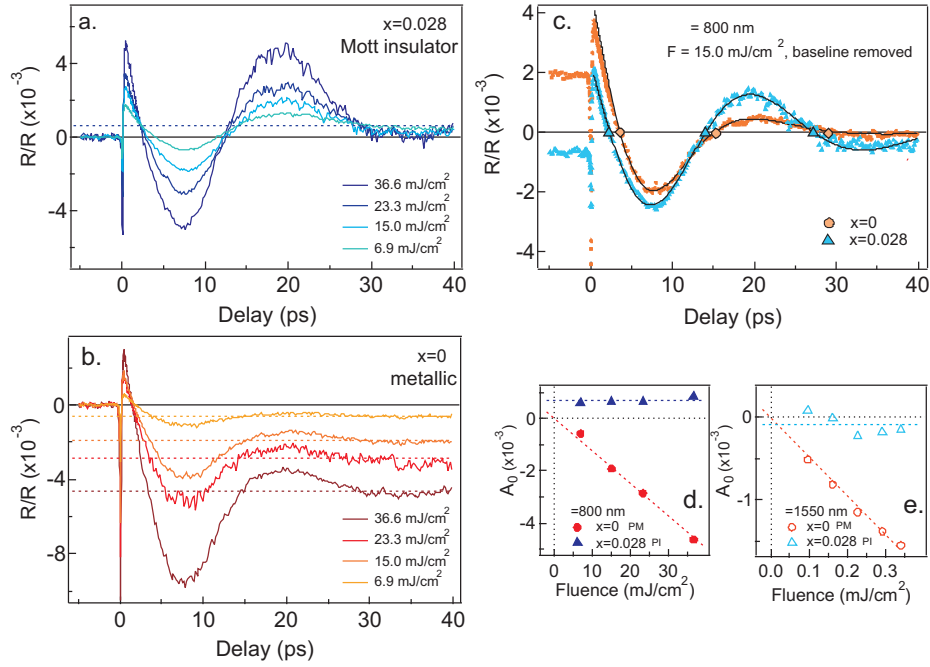 a.
x=0.028
Mott insulator
R/R (x10⁻³)
4
0
-4
36.6 mJ/cm²
23.3 mJ/cm²
15.0 mJ/cm²
6.9 mJ/cm²
0 10 20 30 40
Delay (ps)
b.
x=0
metallic
R/R (x10⁻³)
0
-4
-8
36.6 mJ/cm²
23.3 mJ/cm²
15.0 mJ/cm²
6.9 mJ/cm²
0 10 20 30 40
Delay (ps)
c.
= 800 nm
F = 15.0 mJ/cm², baseline removed
R/R (x10⁻³)
4
2
0
-2
-4
x=0
x=0.028
0 10 20 30 40
Delay (ps)
d.
A₀ (x10⁻³)
0
-2
-4
=800 nm
x=0 PM
x=0.028 PI
0 10 20 30
Fluence (mJ/cm²)
e.
A₀ (x10⁻³)
0
-1
=1550 nm
x=0 PM
x=0.028 PI
0.0 0.1 0.2 0.3
Fluence (mJ/cm²)